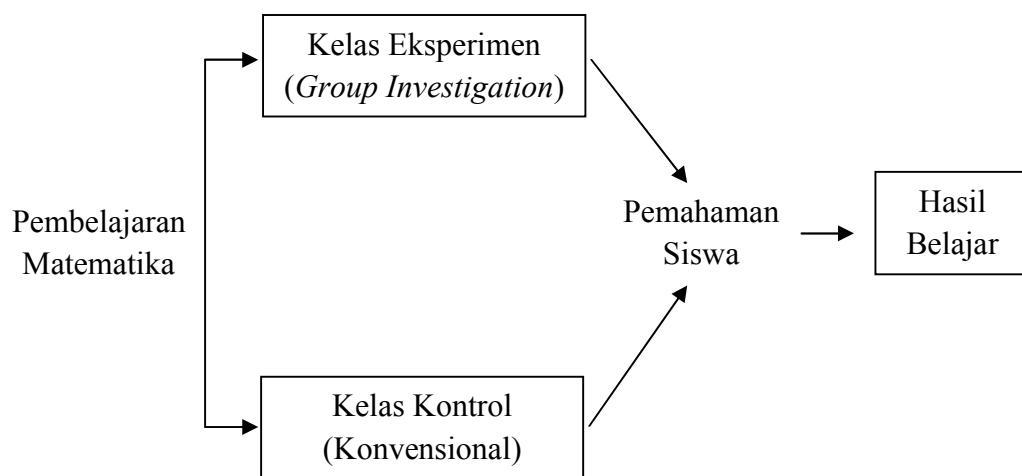 Kelas Eksperimen
(Group Investigation)
Pembelajaran
Matematika
Pemahaman
Siswa
Hasil
Belajar
Kelas Kontrol
(Konvensional)